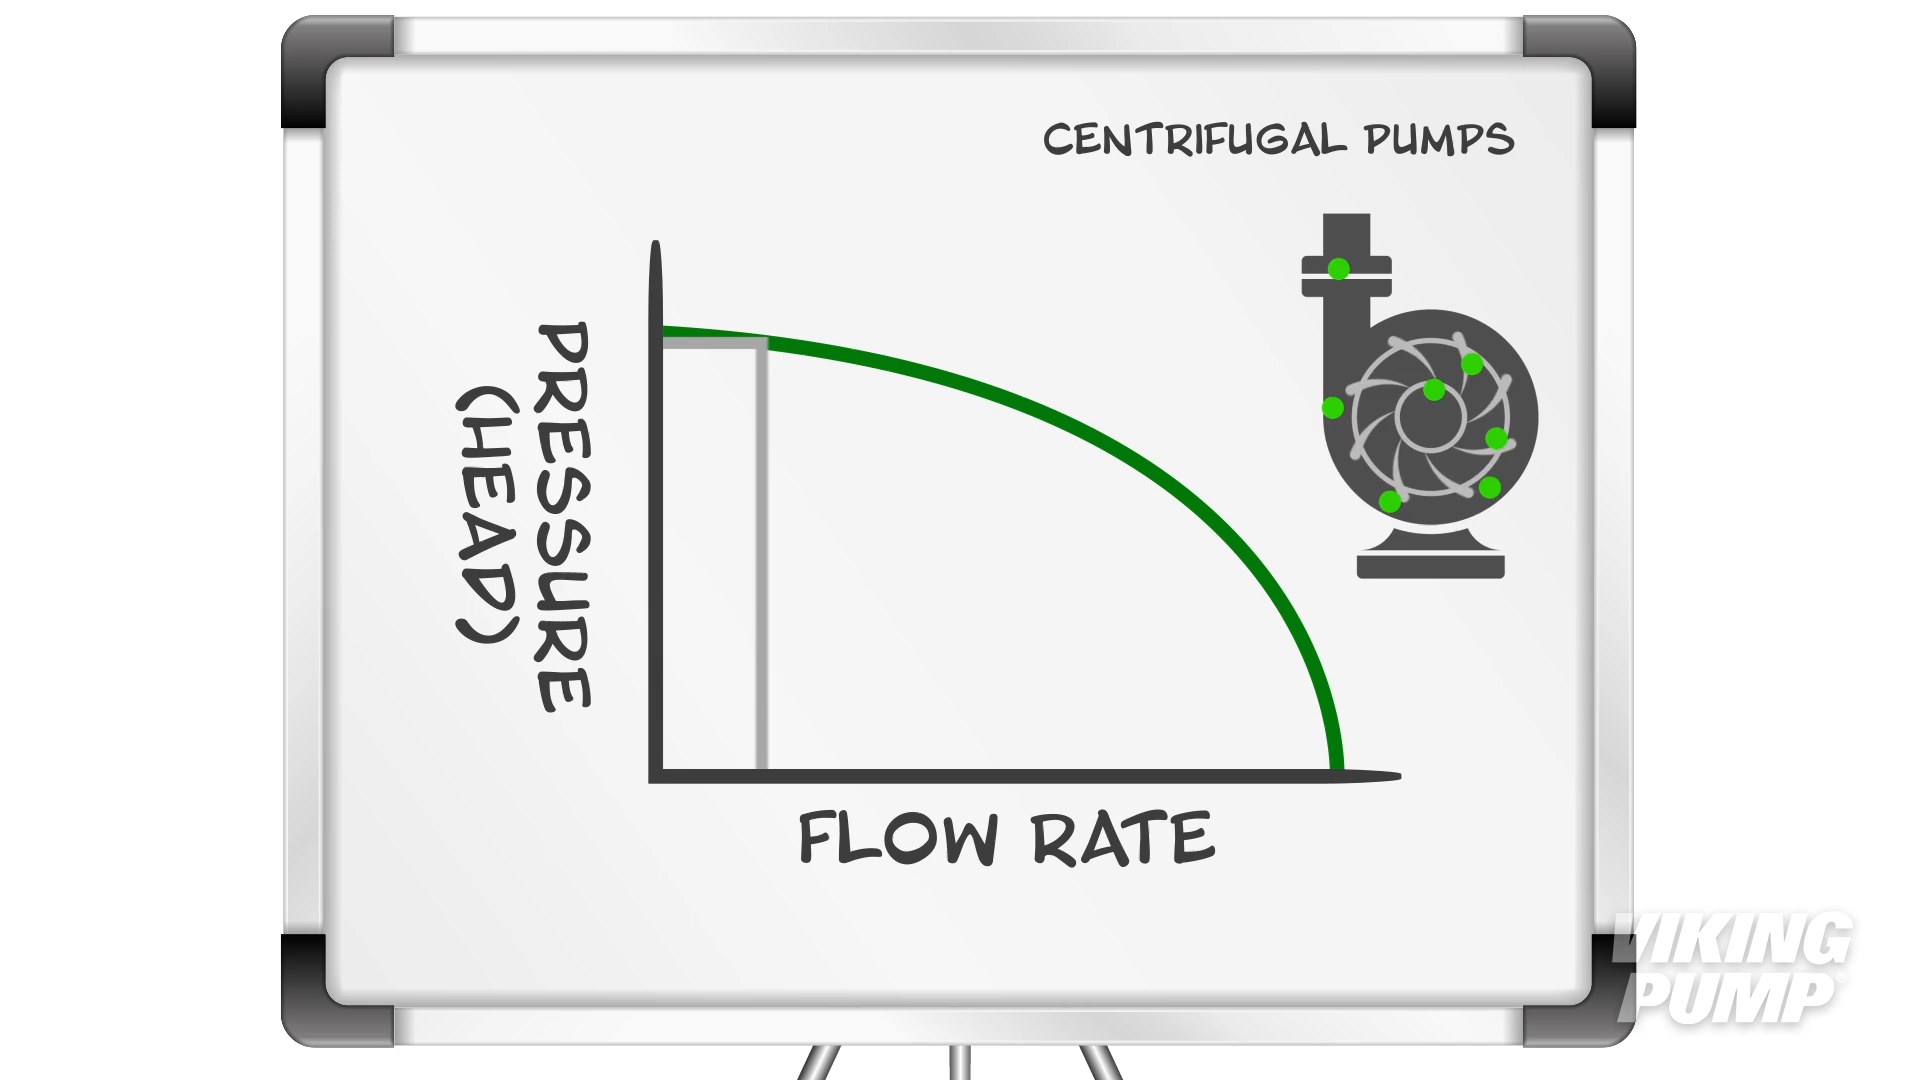 CENTRIFUGAL PUMPS
PRESSURE
(HEAD)
FLOW RATE
VIKING
PUMP